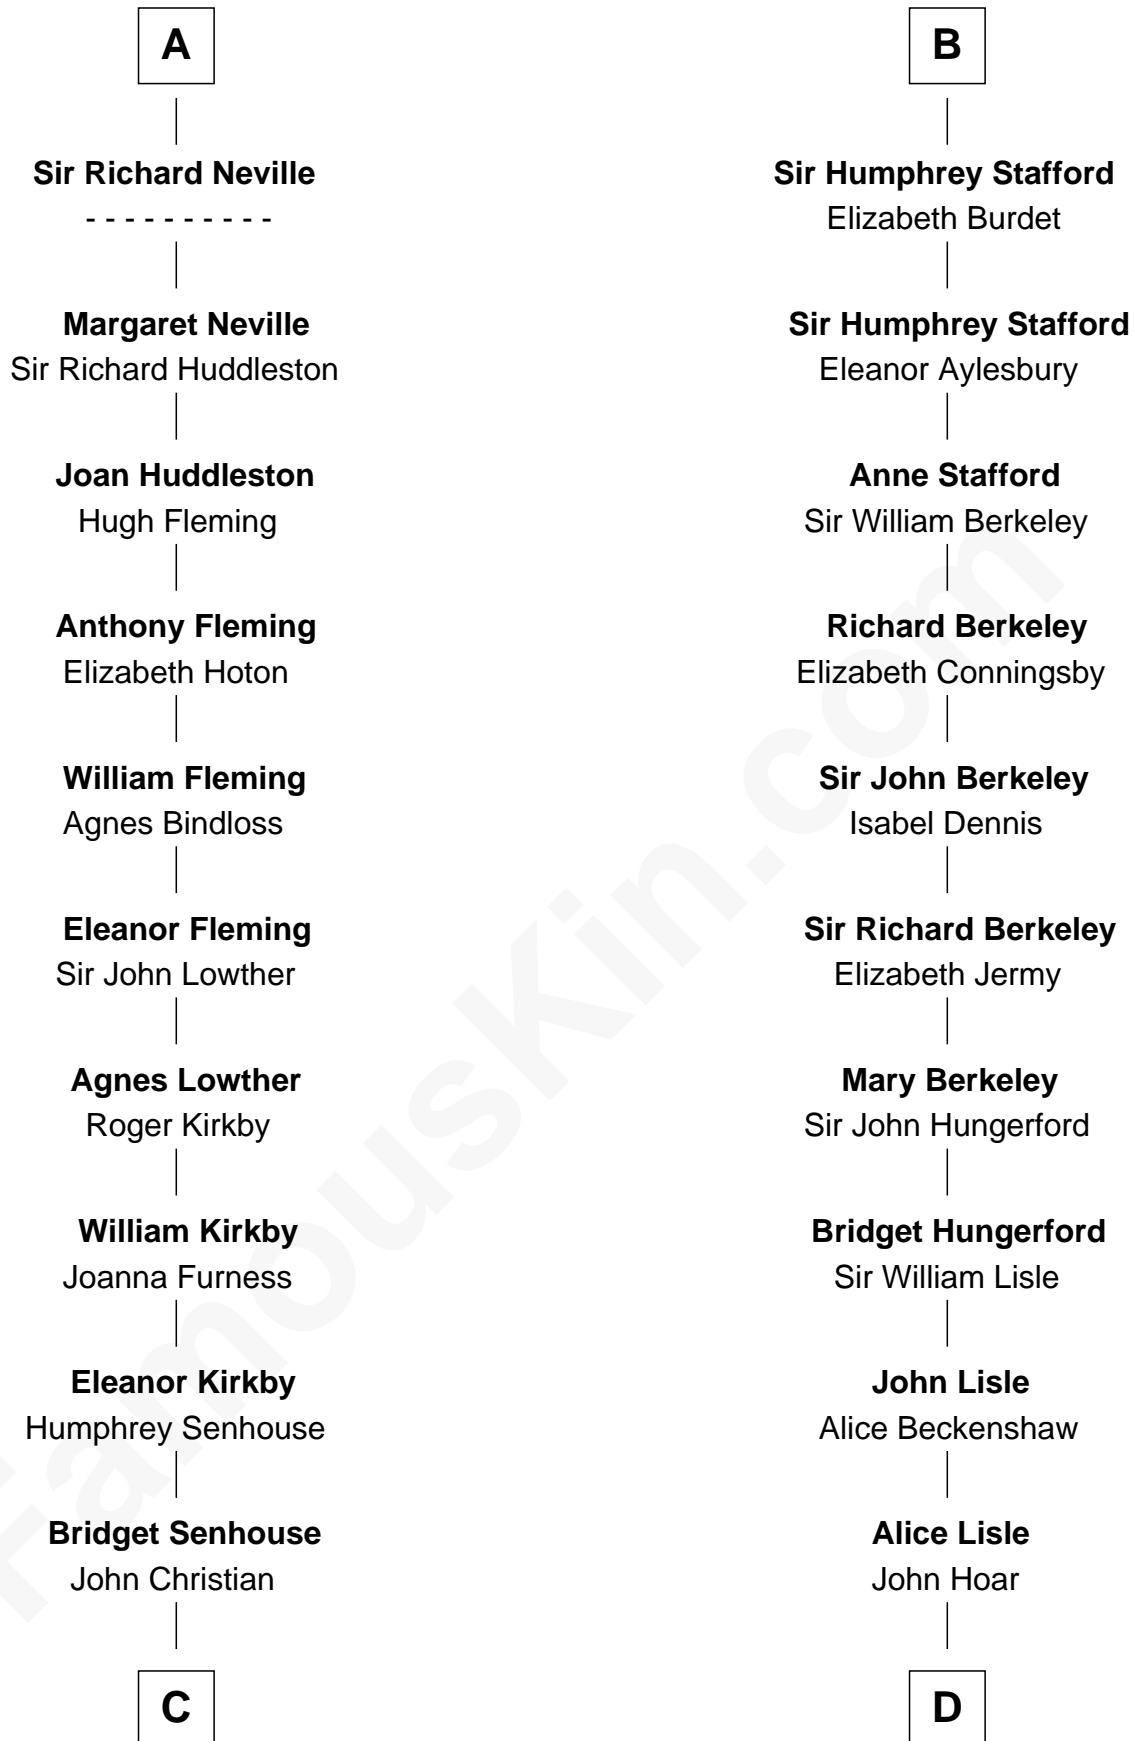 A
Sir Richard Neville
- - - - - - - - - -
Margaret Neville
Sir Richard Huddleston
Joan Huddleston
Hugh Fleming
Anthony Fleming
Elizabeth Hoton
William Fleming
Agnes Bindloss
Eleanor Fleming
Sir John Lowther
Agnes Lowther
Roger Kirkby
William Kirkby
Joanna Furness
Eleanor Kirkby
Humphrey Senhouse
Bridget Senhouse
John Christian
C
B
Sir Humphrey Stafford
Elizabeth Burdet
Sir Humphrey Stafford
Eleanor Aylesbury
Anne Stafford
Sir William Berkeley
Richard Berkeley
Elizabeth Conningsby
Sir John Berkeley
Isabel Dennis
Sir Richard Berkeley
Elizabeth Jermy
Mary Berkeley
Sir John Hungerford
Bridget Hungerford
Sir William Lisle
John Lisle
Alice Beckenshaw
Alice Lisle
John Hoar
D
FamousKin.com